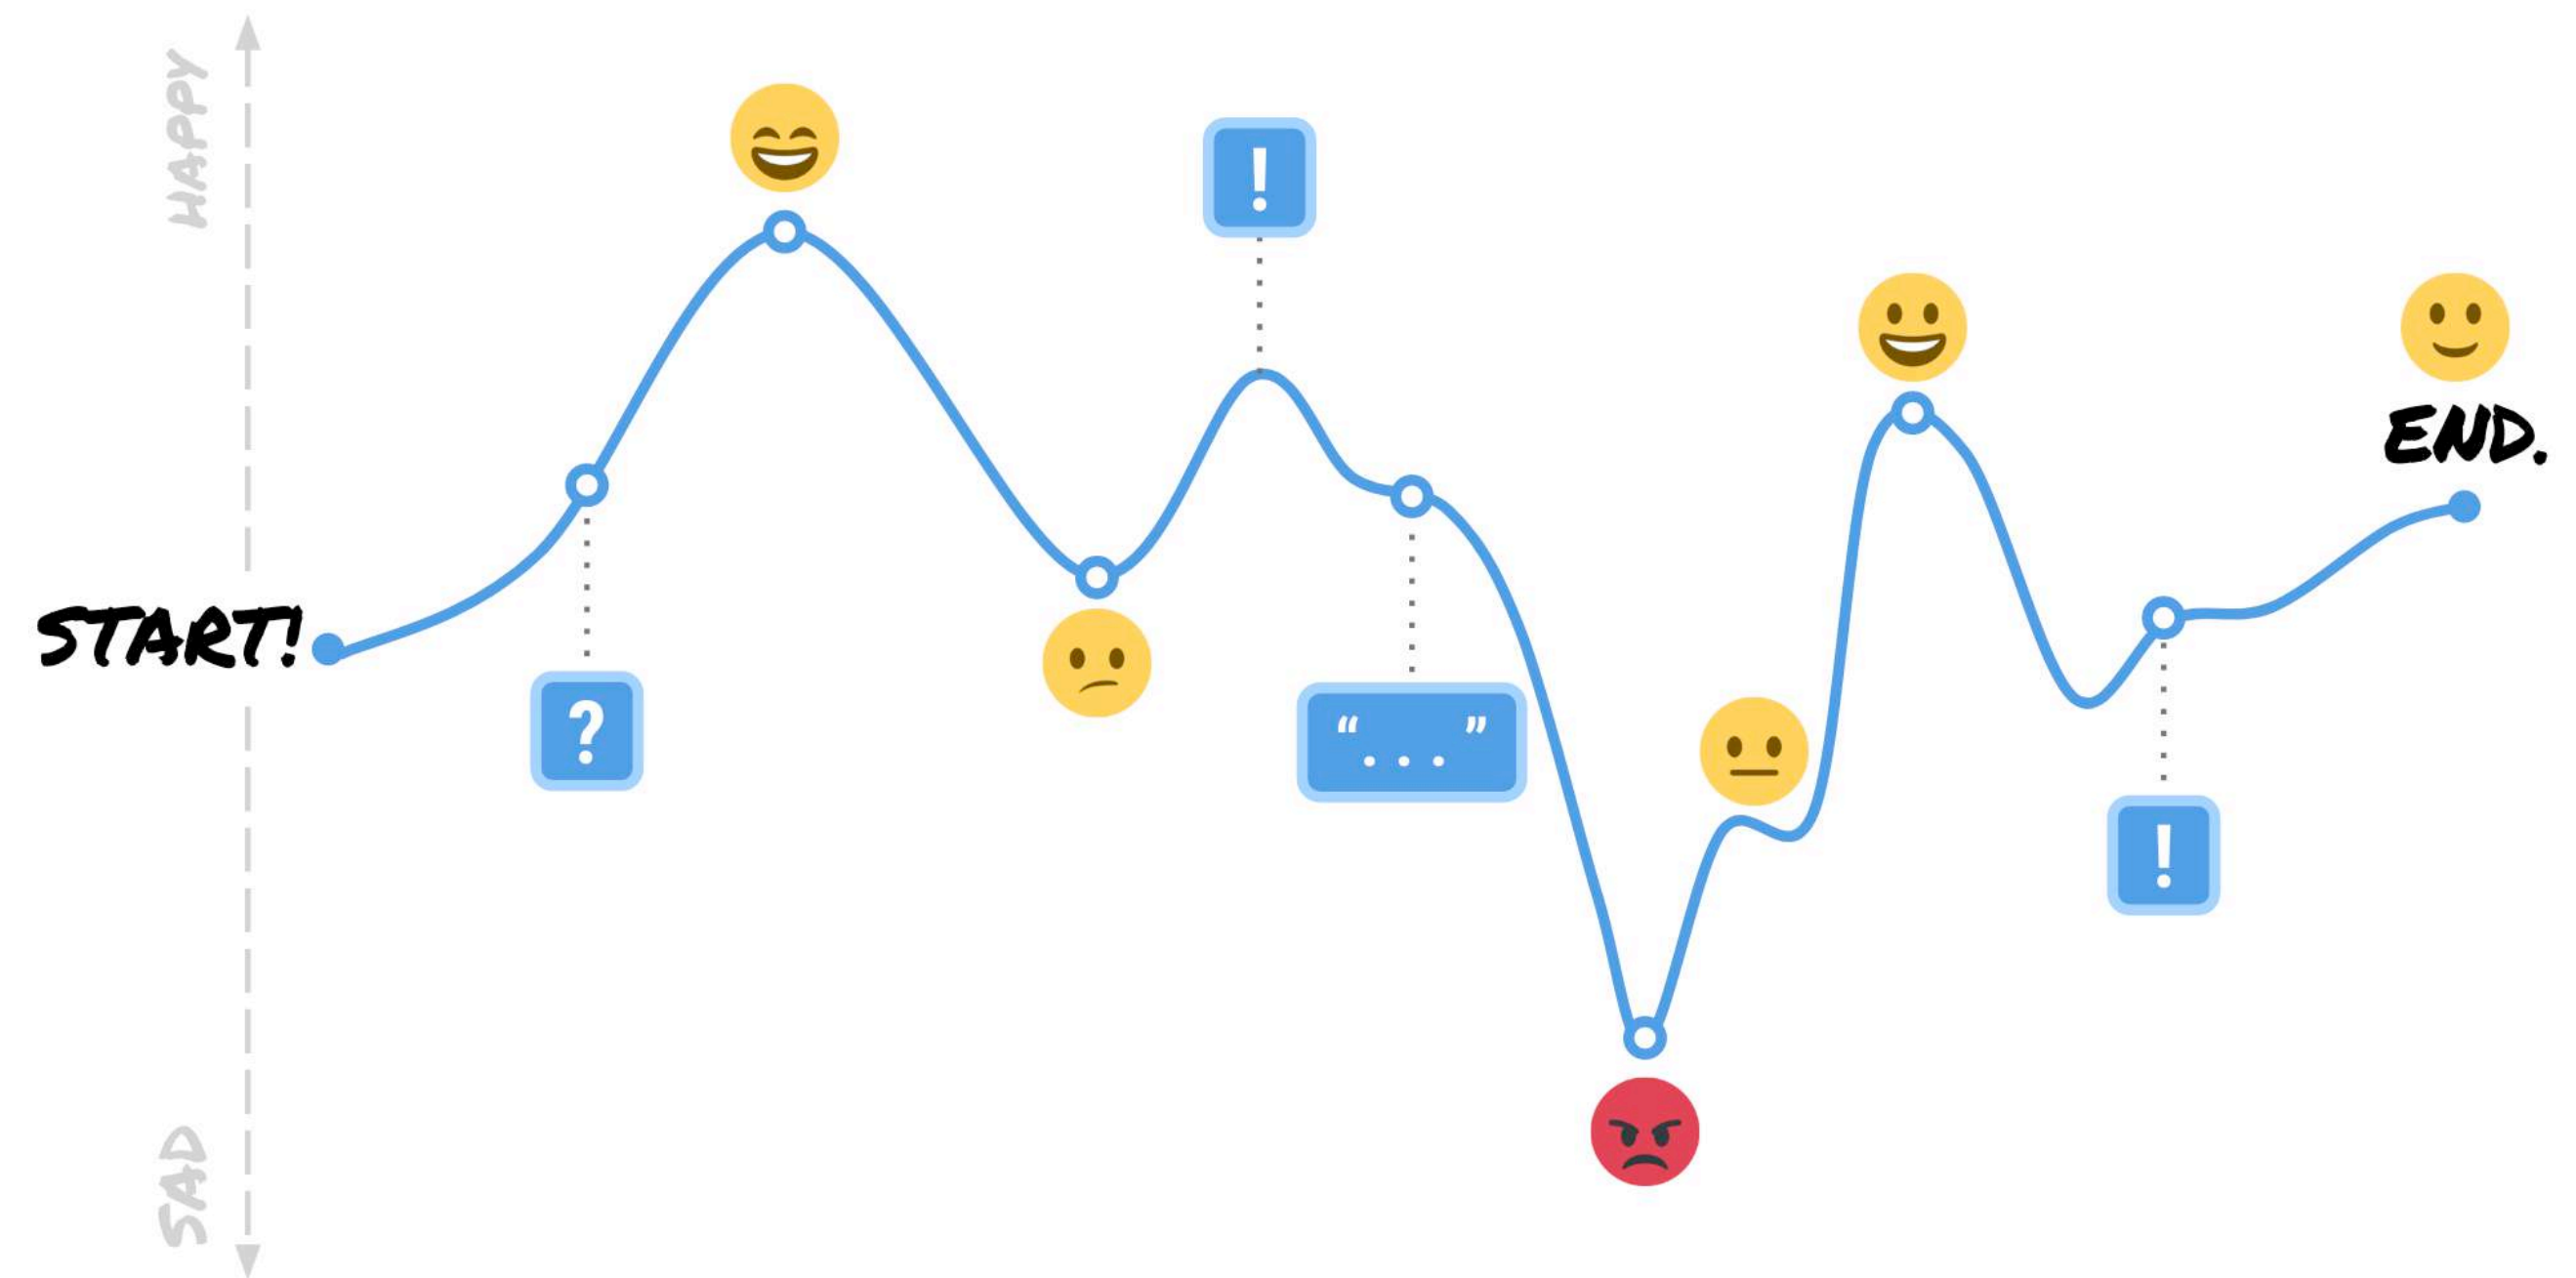 HAPPY
!
START!
?
“ ... ”
END.
!
SAD